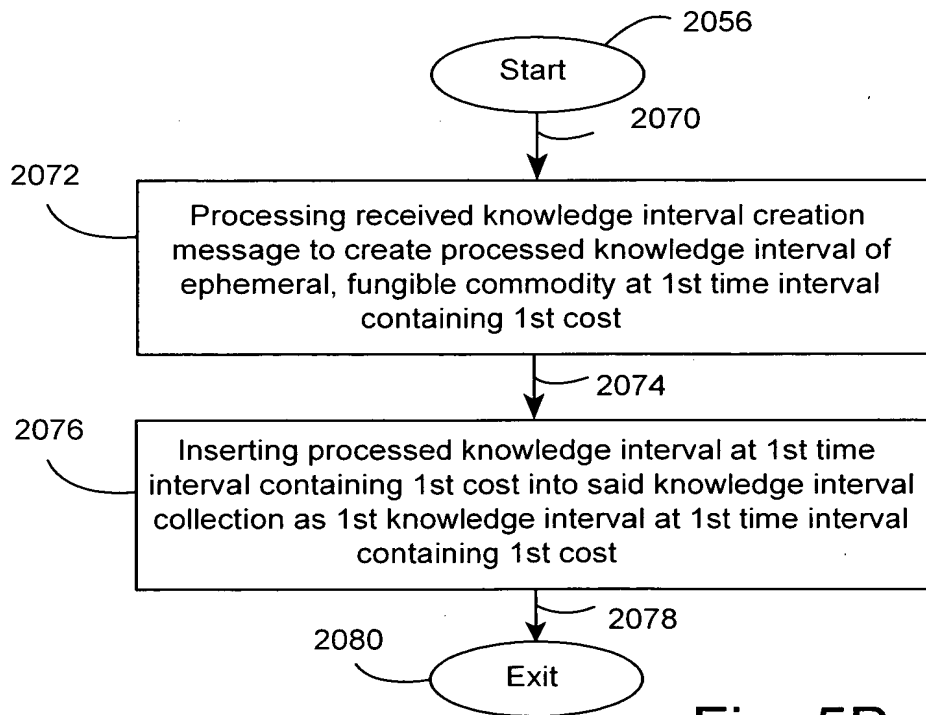 2056
Start
2070
2072
Processing received knowledge interval creation
message to create processed knowledge interval of
ephemeral, fungible commodity at 1st time interval
containing 1st cost
2074
2076
Inserting processed knowledge interval at 1st time
interval containing 1st cost into said knowledge interval
collection as 1st knowledge interval at 1st time interval
containing 1st cost
2078
2080
Exit
Fig. 5B